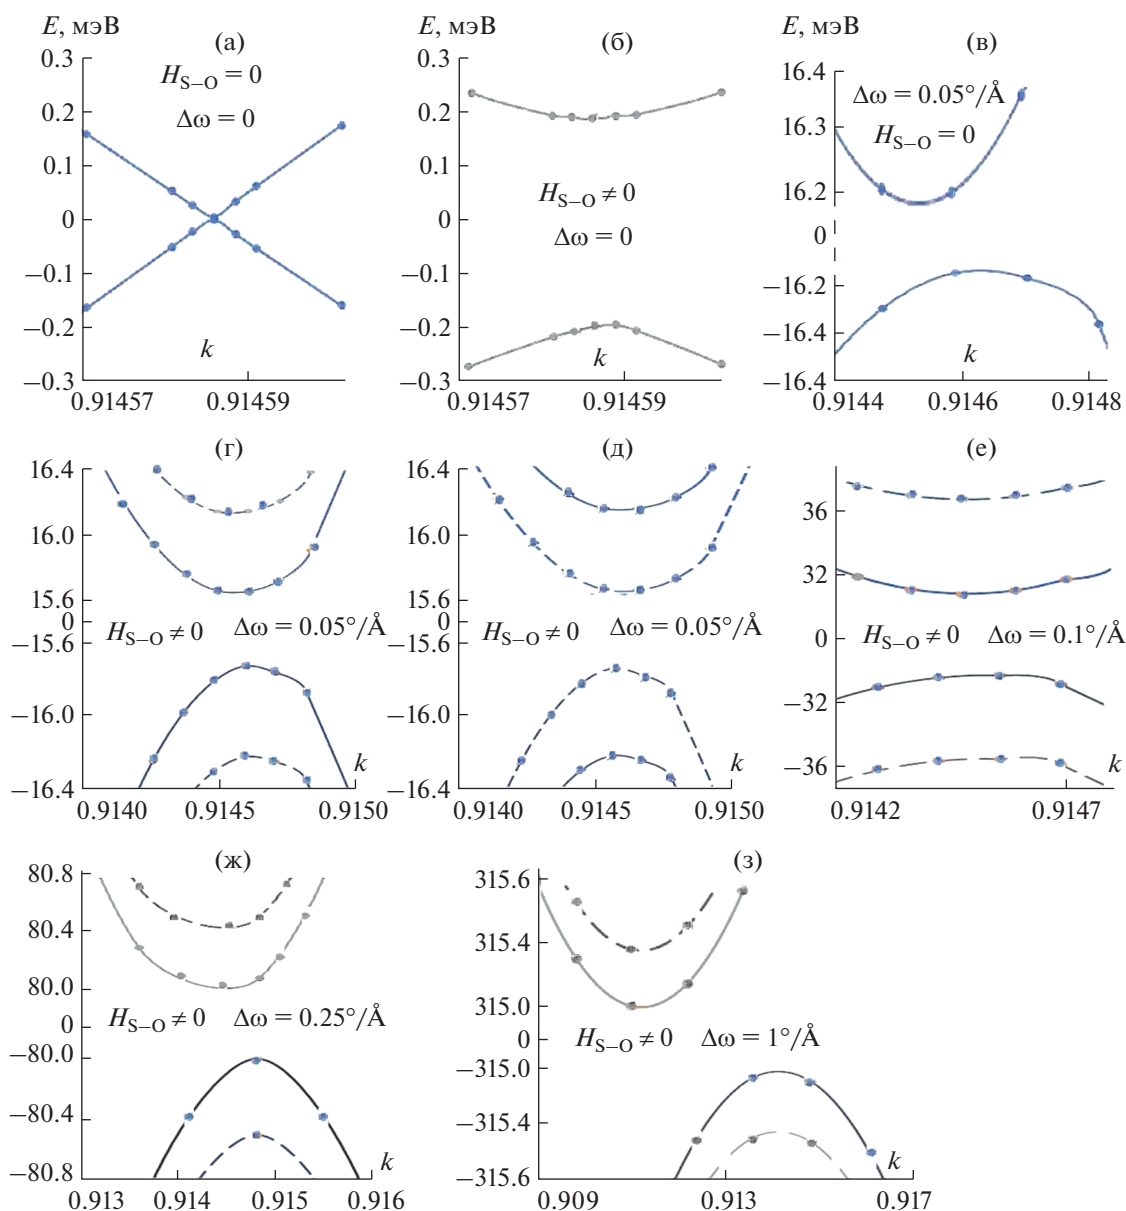 E, мэВ
(а)
0.3
H_S–O = 0
0.2
Δω = 0
0.1
0
−0.1
−0.2
k
−0.3
0.91457 0.91459
E, мэВ
(б)
0.3
0.2
0.1
H_S–O ≠ 0
0
Δω = 0
−0.1
−0.2
k
−0.3
0.91457 0.91459
E, мэВ
(в)
16.4
Δω = 0.05°/Å
16.3
H_S–O = 0
16.2
0
−16.2
−16.4
k
−16.4
0.9144 0.9146 0.9148
(г)
16.4
16.0
15.6
0
H_S–O ≠ 0 Δω = 0.05°/Å
−15.6
−16.0
k
−16.4
0.9140 0.9145 0.9150
(д)
16.4
16.0
15.6
0
H_S–O ≠ 0 Δω = 0.05°/Å
−15.6
−16.0
k
−16.4
0.9140 0.9145 0.9150
(е)
36
32
0
H_S–O ≠ 0 Δω = 0.1°/Å
−32
−36
k
0.9142 0.9147
(ж)
80.8
80.4
80.0
0
H_S–O ≠ 0 Δω = 0.25°/Å
−80.0
−80.4
k
−80.8
0.913 0.914 0.915 0.916
(з)
315.6
315.4
315.0
0
H_S–O ≠ 0 Δω = 1°/Å
−315.0
−315.4
k
−315.6
0.909 0.913 0.917